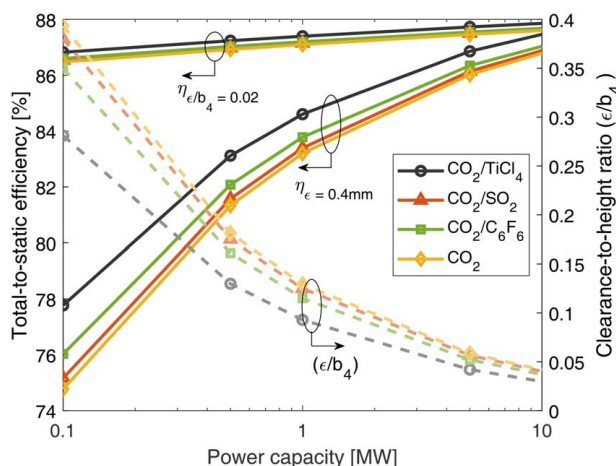 88
86
84
82
80
78
76
74
Total-to-static efficiency [%]
0.4
0.35
0.3
0.25
0.2
0.15
0.1
0.05
0
Clearance-to-height ratio (ϵ/b₄)
η_ϵ/b₄ = 0.02
η_ϵ = 0.4mm
(ϵ/b₄)
CO₂/TiCl₄
CO₂/SO₂
CO₂/C₆F₆
CO₂
0.1
1
10
Power capacity [MW]